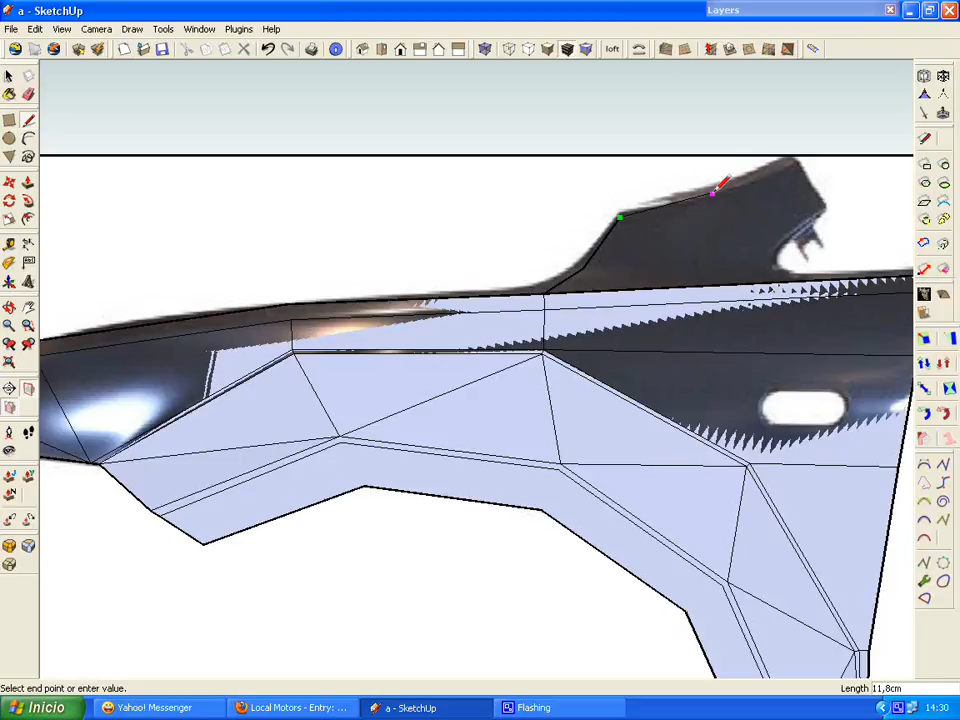 a - SketchUp
Layers
File Edit View Camera Draw Tools Window Plugins Help
loft
Select end point or enter value.
Length 11,8cm
Inicio
Yahoo! Messenger
Local Motors - Entry: ...
a - SketchUp
Flashing
14:30